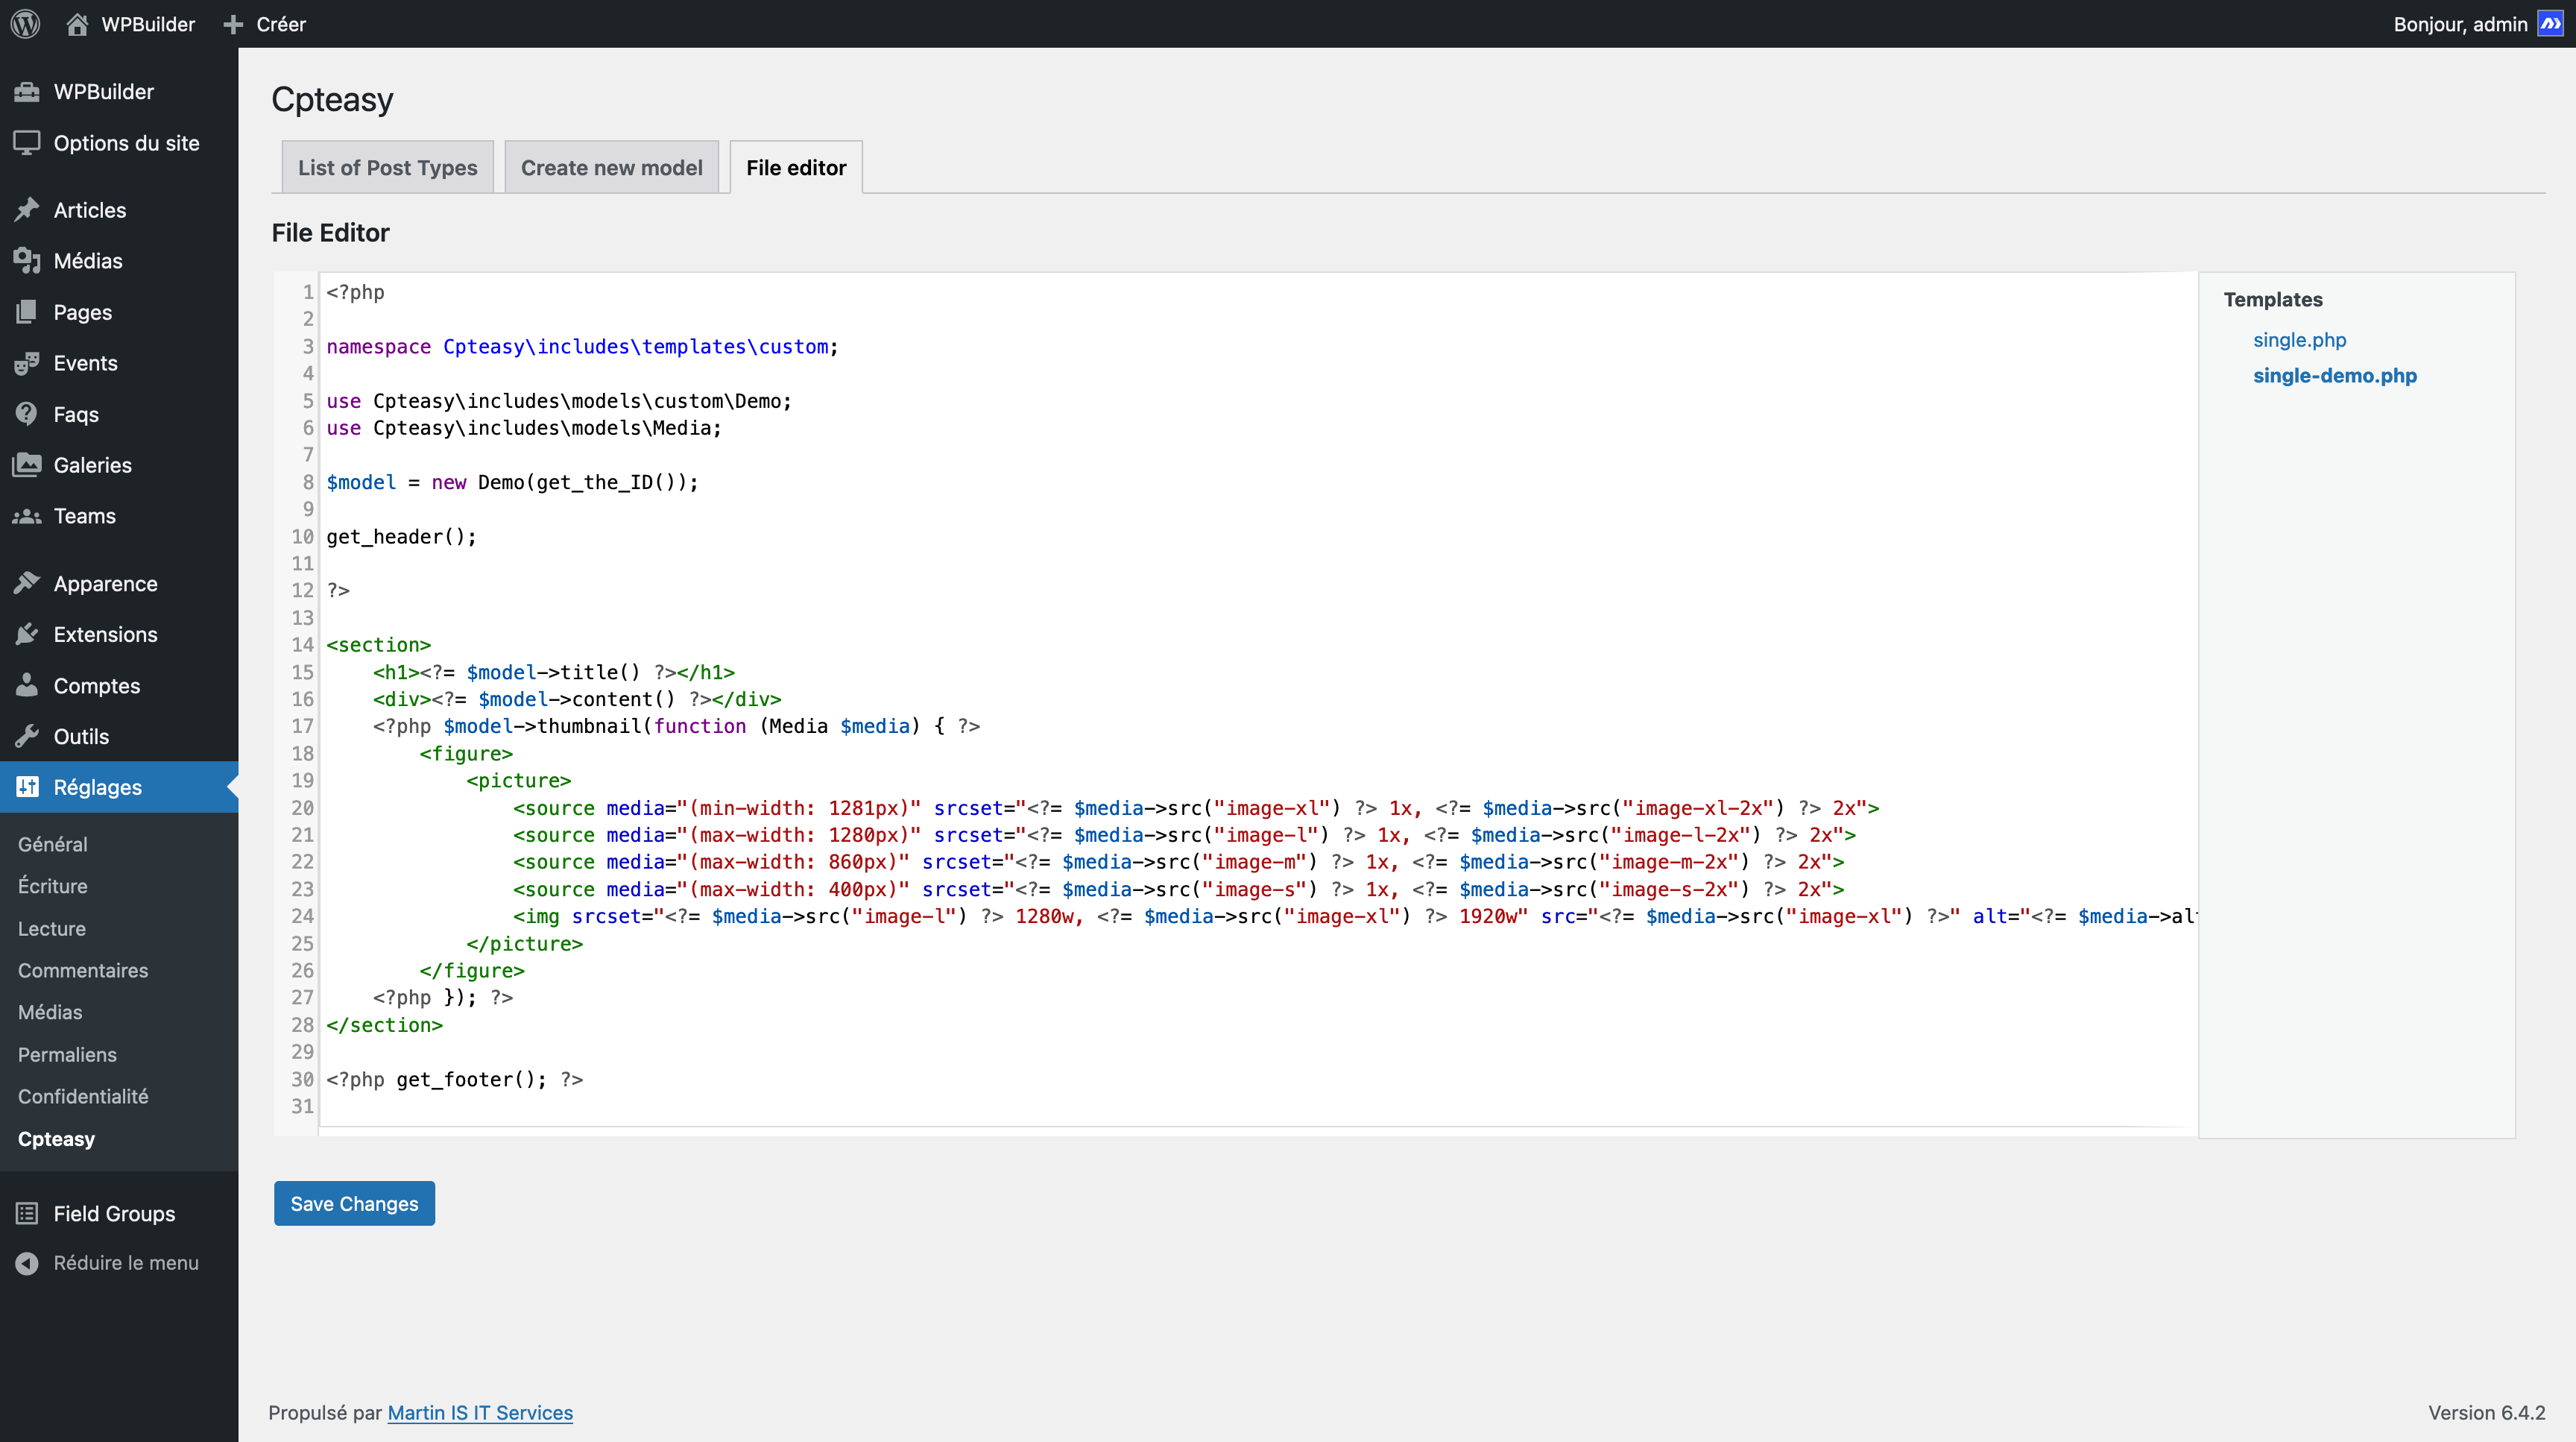 WPBuilder
Créer
Bonjour, admin
WPBuilder
Options du site
Articles
Médias
Pages
Events
Faqs
Galeries
Teams
Apparence
Extensions
Comptes
Outils
Réglages
Général
Écriture
Lecture
Commentaires
Médias
Permaliens
Confidentialité
Cpteasy
Field Groups
Réduire le menu
Cpteasy
List of Post Types
Create new model
File editor
File Editor
1 <?php
2
3 namespace Cpteasy\includes\templates\custom;
4
5 use Cpteasy\includes\models\custom\Demo;
6 use Cpteasy\includes\models\Media;
7
8 $model = new Demo(get_the_ID());
9
10 get_header();
11
12 ?>
13
14 <section>
15     <h1><?= $model->title() ?></h1>
16     <div><?= $model->content() ?></div>
17     <?php $model->thumbnail(function (Media $media) { ?>
18         <figure>
19             <picture>
20                 <source media="(min-width: 1281px)" srcset="<?= $media->src("image-xl") ?> 1x, <?= $media->src("image-xl-2x") ?> 2x">
21                 <source media="(max-width: 1280px)" srcset="<?= $media->src("image-l") ?> 1x, <?= $media->src("image-l-2x") ?> 2x">
22                 <source media="(max-width: 860px)" srcset="<?= $media->src("image-m") ?> 1x, <?= $media->src("image-m-2x") ?> 2x">
23                 <source media="(max-width: 400px)" srcset="<?= $media->src("image-s") ?> 1x, <?= $media->src("image-s-2x") ?> 2x">
24                 <img srcset="<?= $media->src("image-l") ?> 1280w, <?= $media->src("image-xl") ?> 1920w" src="<?= $media->src("image-xl") ?>" alt="<?= $media->al
25             </picture>
26         </figure>
27     <?php }); ?>
28 </section>
29
30 <?php get_footer(); ?>
31
Templates
single.php
single-demo.php
Save Changes
Propulsé par Martin IS IT Services
Version 6.4.2